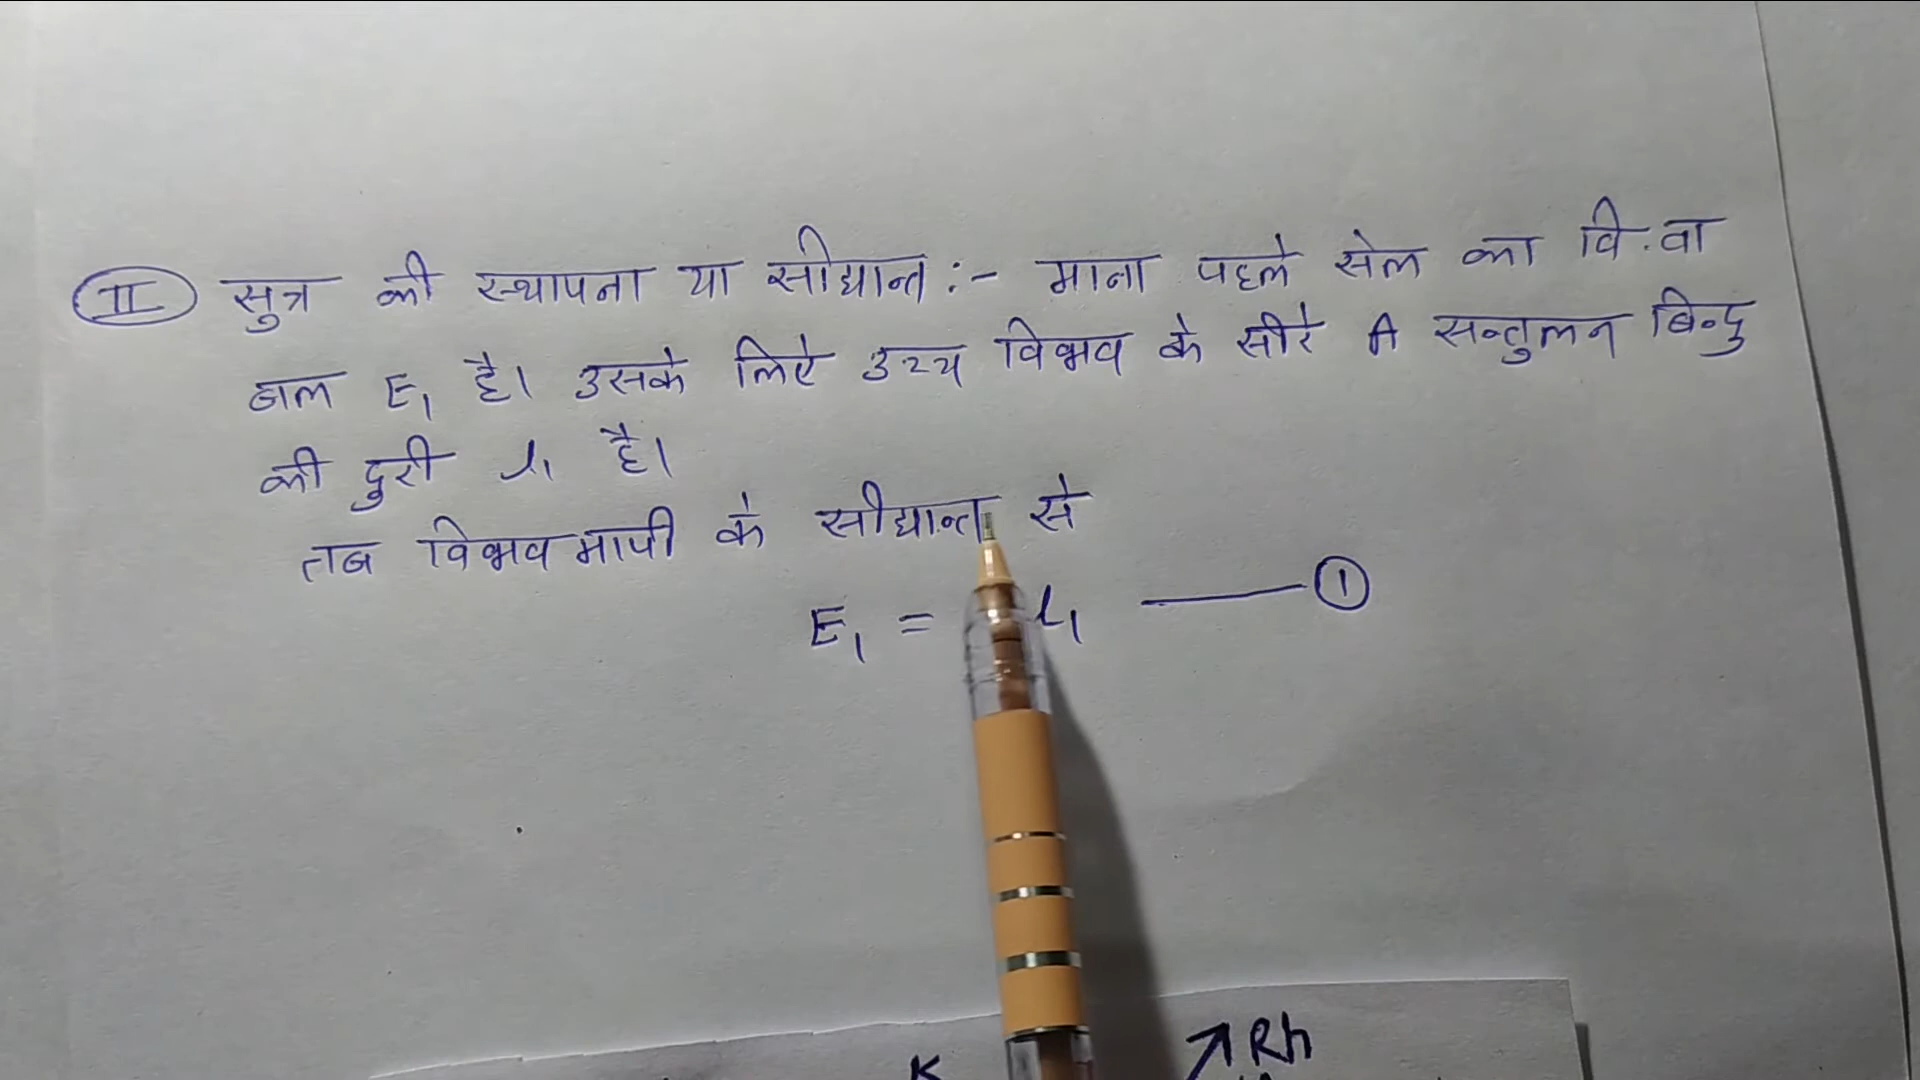 II सुत्र की स्थापना या सीद्यान्त :- माना पहले सेल का वि.वा
बल E₁ है। उसके लिऐ उच्च विभव के सीरे A सन्तुलन बिन्दु
की दुरी l₁ है।
तब विभवमापी के सीद्यान्त से
E₁ = l₁ —— ①
K Rh